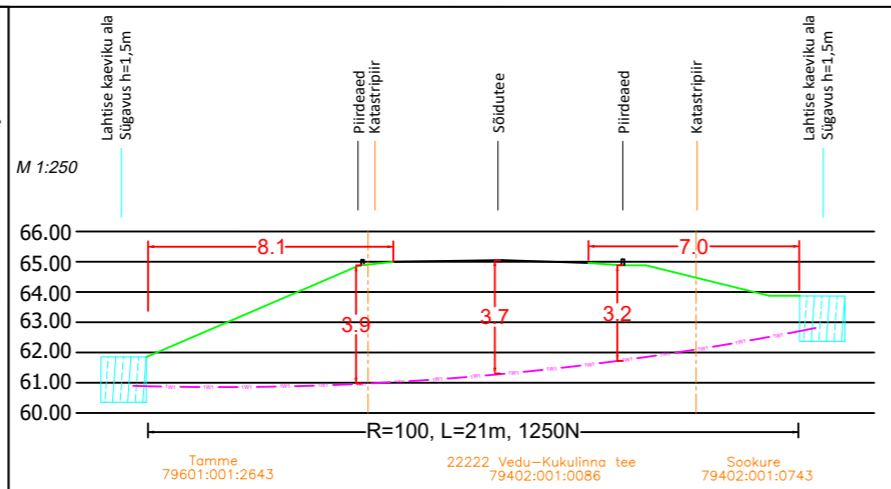 Lahtise kaeviku ala
Sügavus h=1,5m
Piirdeaed
Katastripiir
Sõidutee
Piirdeaed
Katastripiir
Lahtise kaeviku ala
Sügavus h=1,5m
M 1:250
66.00
65.00
64.00
63.00
62.00
61.00
60.00
8.1
7.0
3.9
3.7
3.2
R=100, L=21m, 1250N
Tamme
79601:001:2643
22222 Vedu-Kukulinna tee
79402:001:0086
Sookure
79402:001:0743